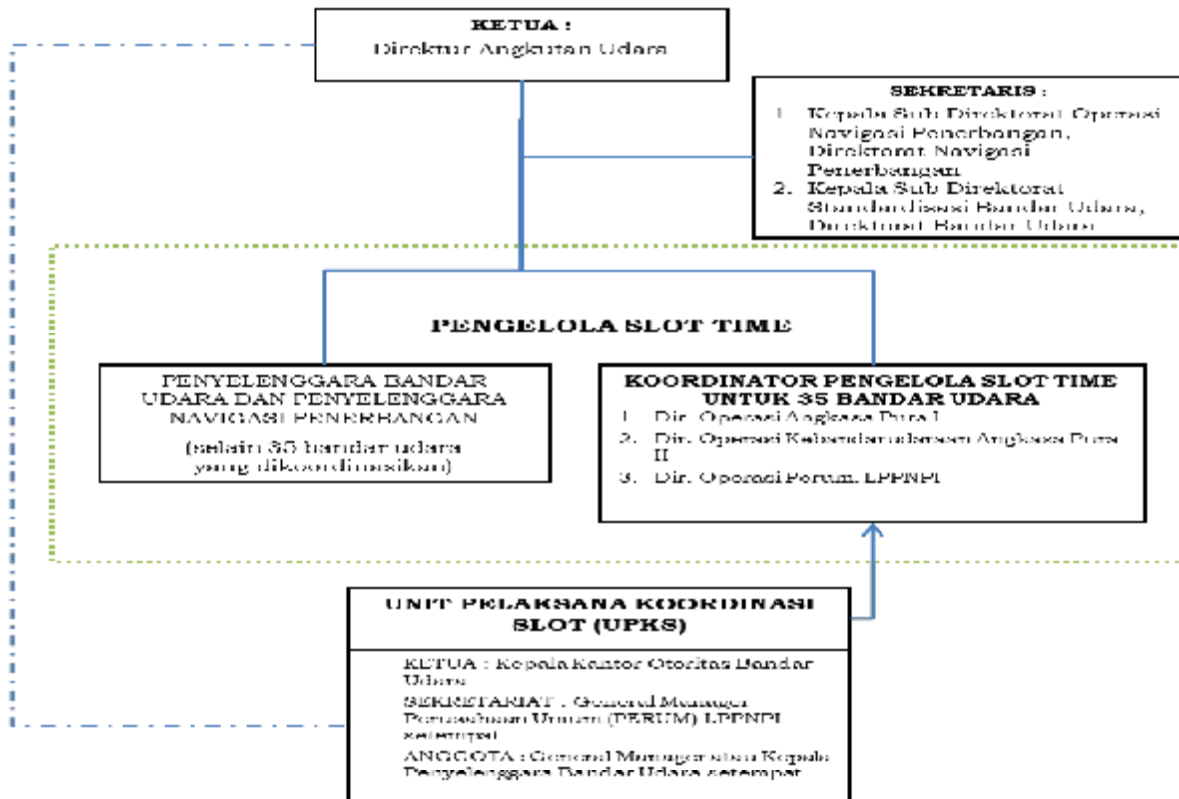 KETUA :
Direktur Angkutan Udara
SEKRETARIS :
1. Kepala Sub Direktorat Operasi
Navigasi Penerbangan,
Direktorat Navigasi
Penerbangan
2. Kepala Sub Direktorat
Standardisasi Bandar Udara,
Direktorat Bandar Udara
PENGELOLA SLOT TIME
PENYELENGGARA BANDAR
UDARA DAN PENYELENGGARA
NAVIGASI PENERBANGAN
(selain 35 bandar udara
yang dikoordinasikan)
KOORDINATOR PENGELOLA SLOT TIME
UNTUK 35 BANDAR UDARA
1. Dir. Operasi Angkasa Pura I
2. Dir. Operasi Kebandarudaraan Angkasa Pura
II
3. Dir. Operasi Perum. LPPNPI
UNIT PELAKSANA KOORDINASI
SLOT (UPKS)
KETUA : Kepala Kantor Otoritas Bandar
Udara
SEKRETARIAT : General Manager
Perusahaan Umum (PERUM) LPPNPI
setempat
ANGGOTA : General Manager atau Kepala
Penyelenggara Bandar Udara setempat